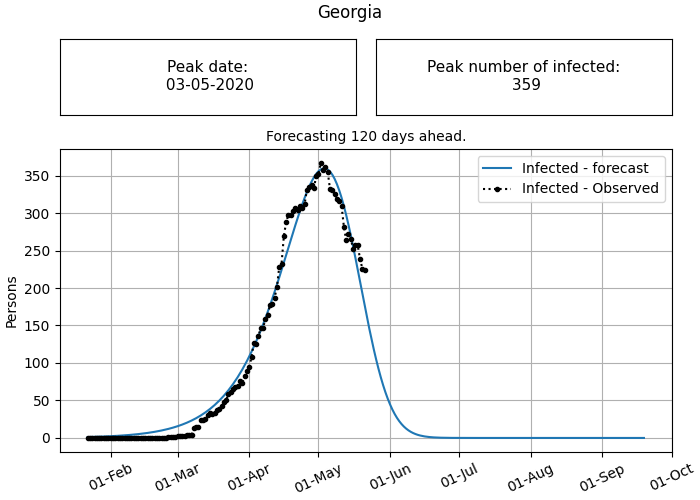 Georgia
Peak date:
03-05-2020
Peak number of infected:
359
Forecasting 120 days ahead.
Infected - forecast
Infected - Observed
Persons
350
300
250
200
150
100
50
0
01-Feb
01-Mar
01-Apr
01-May
01-Jun
01-Jul
01-Aug
01-Sep
01-Oct